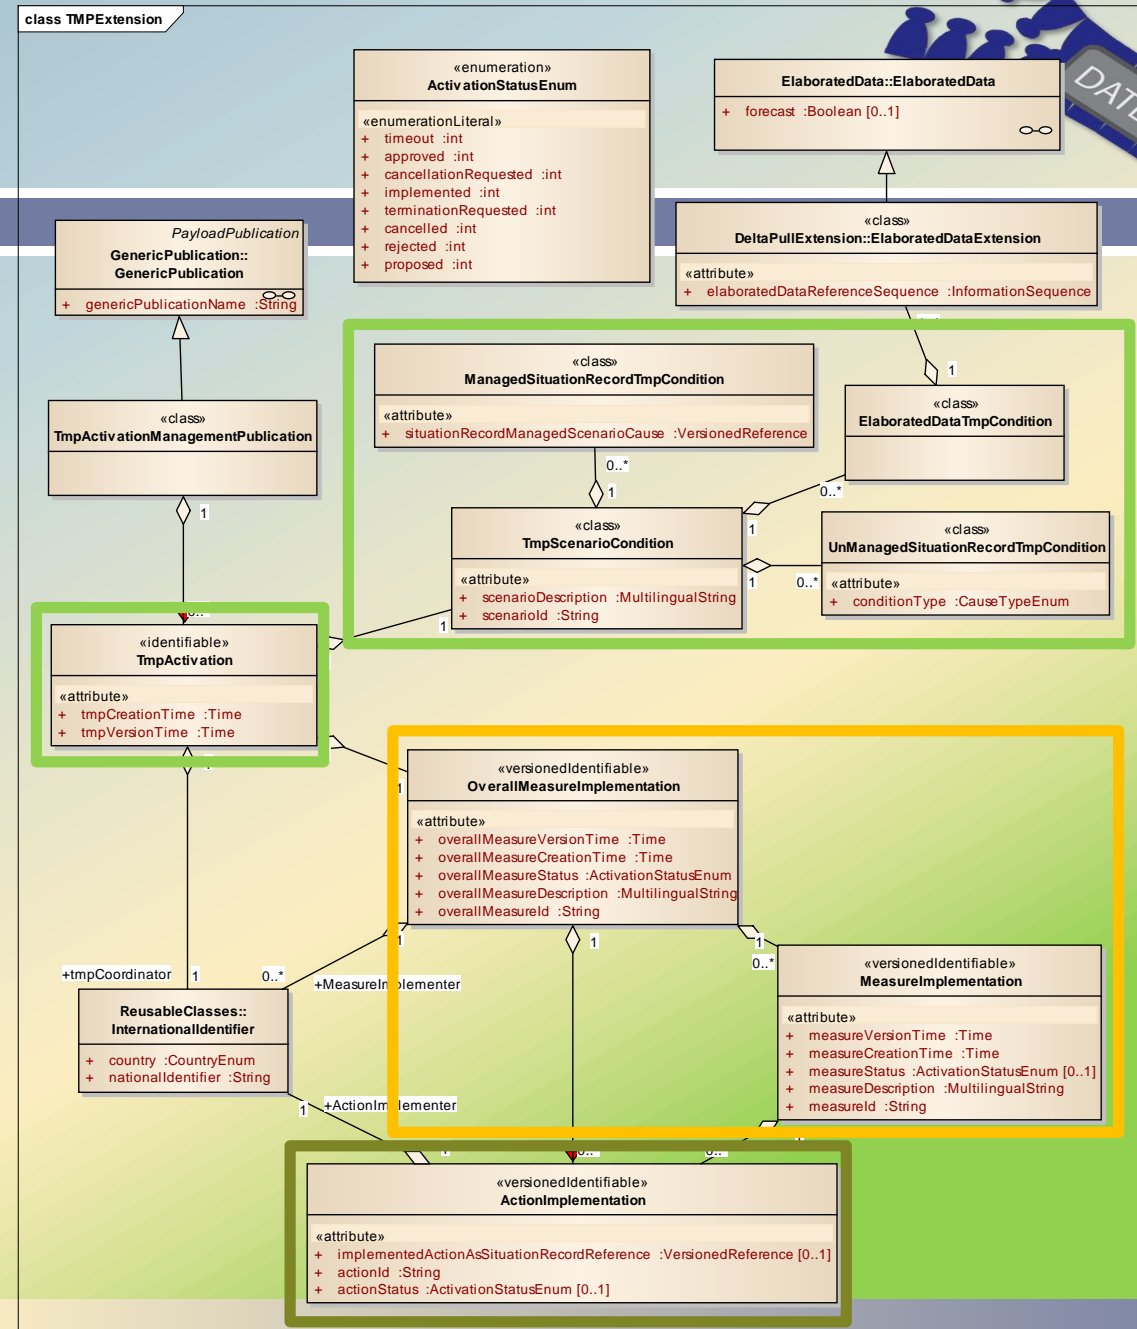 class TMPExtension
DATE
«enumeration»
ActivationStatusEnum
«enumerationLiteral»
+ timeout :int
+ approved :int
+ cancellationRequested :int
+ implemented :int
+ terminationRequested :int
+ cancelled :int
+ rejected :int
+ proposed :int
ElaboratedData::ElaboratedData
+ forecast :Boolean [0..1]
«class»
DeltaPullExtension::ElaboratedDataExtension
«attribute»
+ elaboratedDataReferenceSequence :InformationSequence
PayloadPublication
GenericPublication::
GenericPublication
+ genericPublicationName :String
«class»
ManagedSituationRecordTmpCondition
«attribute»
+ situationRecordManagedScenarioCause :VersionedReference
1
«class»
ElaboratedDataTmpCondition
«class»
TmpActivationManagementPublication
0..*
1
0..*
1
«class»
TmpScenarioCondition
«attribute»
+ scenarioDescription :MultilingualString
+ scenarioId :String
1
1
0..*
«class»
UnManagedSituationRecordTmpCondition
«attribute»
+ conditionType :CauseTypeEnum
1
«identifiable»
TmpActivation
«attribute»
+ tmpCreationTime :Time
+ tmpVersionTime :Time
1
«versionedIdentifiable»
OverallMeasureImplementation
«attribute»
+ overallMeasureVersionTime :Time
+ overallMeasureCreationTime :Time
+ overallMeasureStatus :ActivationStatusEnum
+ overallMeasureDescription :MultilingualString
+ overallMeasureId :String
1
1
1
0..*
+tmpCoordinator
1
0..*
+MeasureImplementer
«versionedIdentifiable»
MeasureImplementation
«attribute»
+ measureVersionTime :Time
+ measureCreationTime :Time
+ measureStatus :ActivationStatusEnum [0..1]
+ measureDescription :MultilingualString
+ measureId :String
ReusableClasses::
InternationalIdentifier
+ country :CountryEnum
+ nationalIdentifier :String
1
+ActionImplementer
«versionedIdentifiable»
ActionImplementation
«attribute»
+ implementedActionAsSituationRecordReference :VersionedReference [0..1]
+ actionId :String
+ actionStatus :ActivationStatusEnum [0..1]